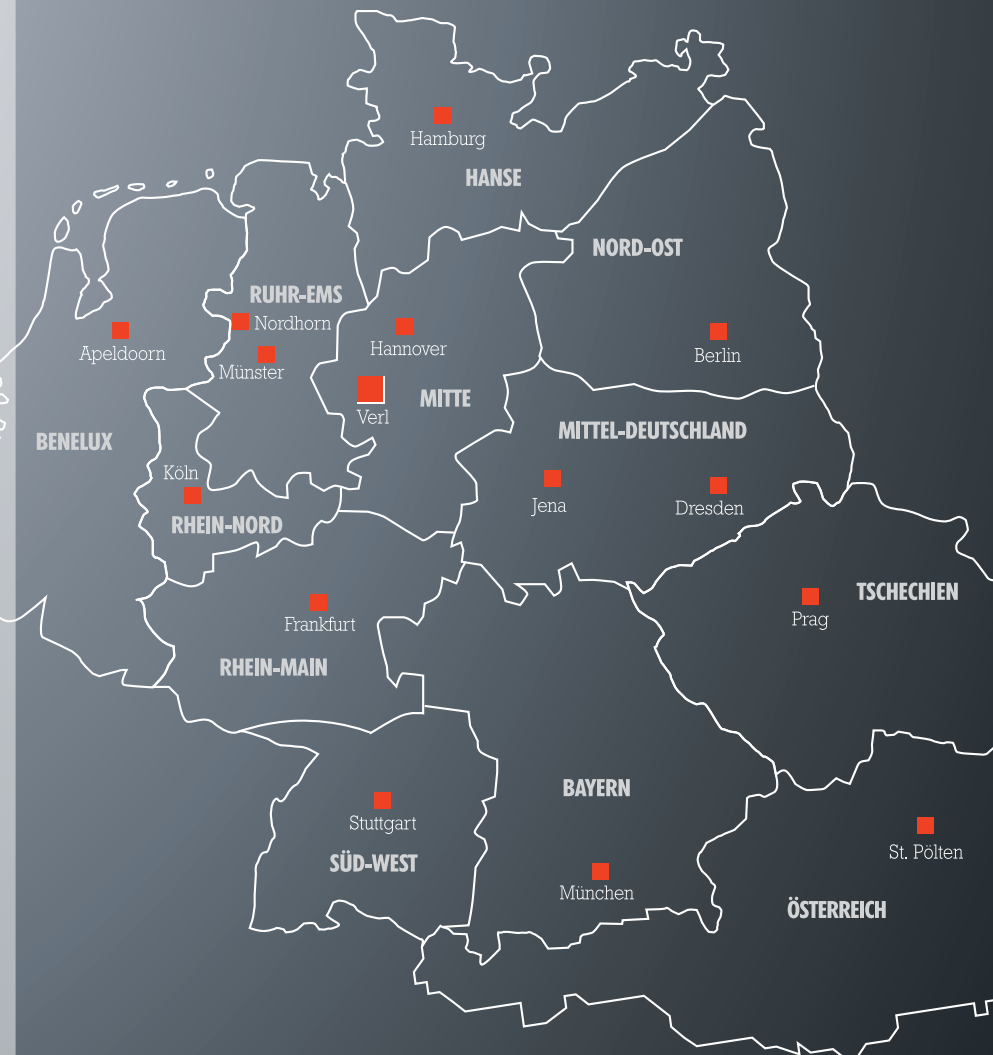 Hamburg
HANSE
NORD-OST
RUHR-EMS
Nordhorn
Apeldoorn
Münster
Hannover
Berlin
Verl
MITTE
BENELUX
MITTEL-DEUTSCHLAND
Köln
Jena
Dresden
RHEIN-NORD
TSCHECHIEN
Prag
Frankfurt
RHEIN-MAIN
BAYERN
Stuttgart
SÜD-WEST
St. Pölten
München
ÖSTERREICH